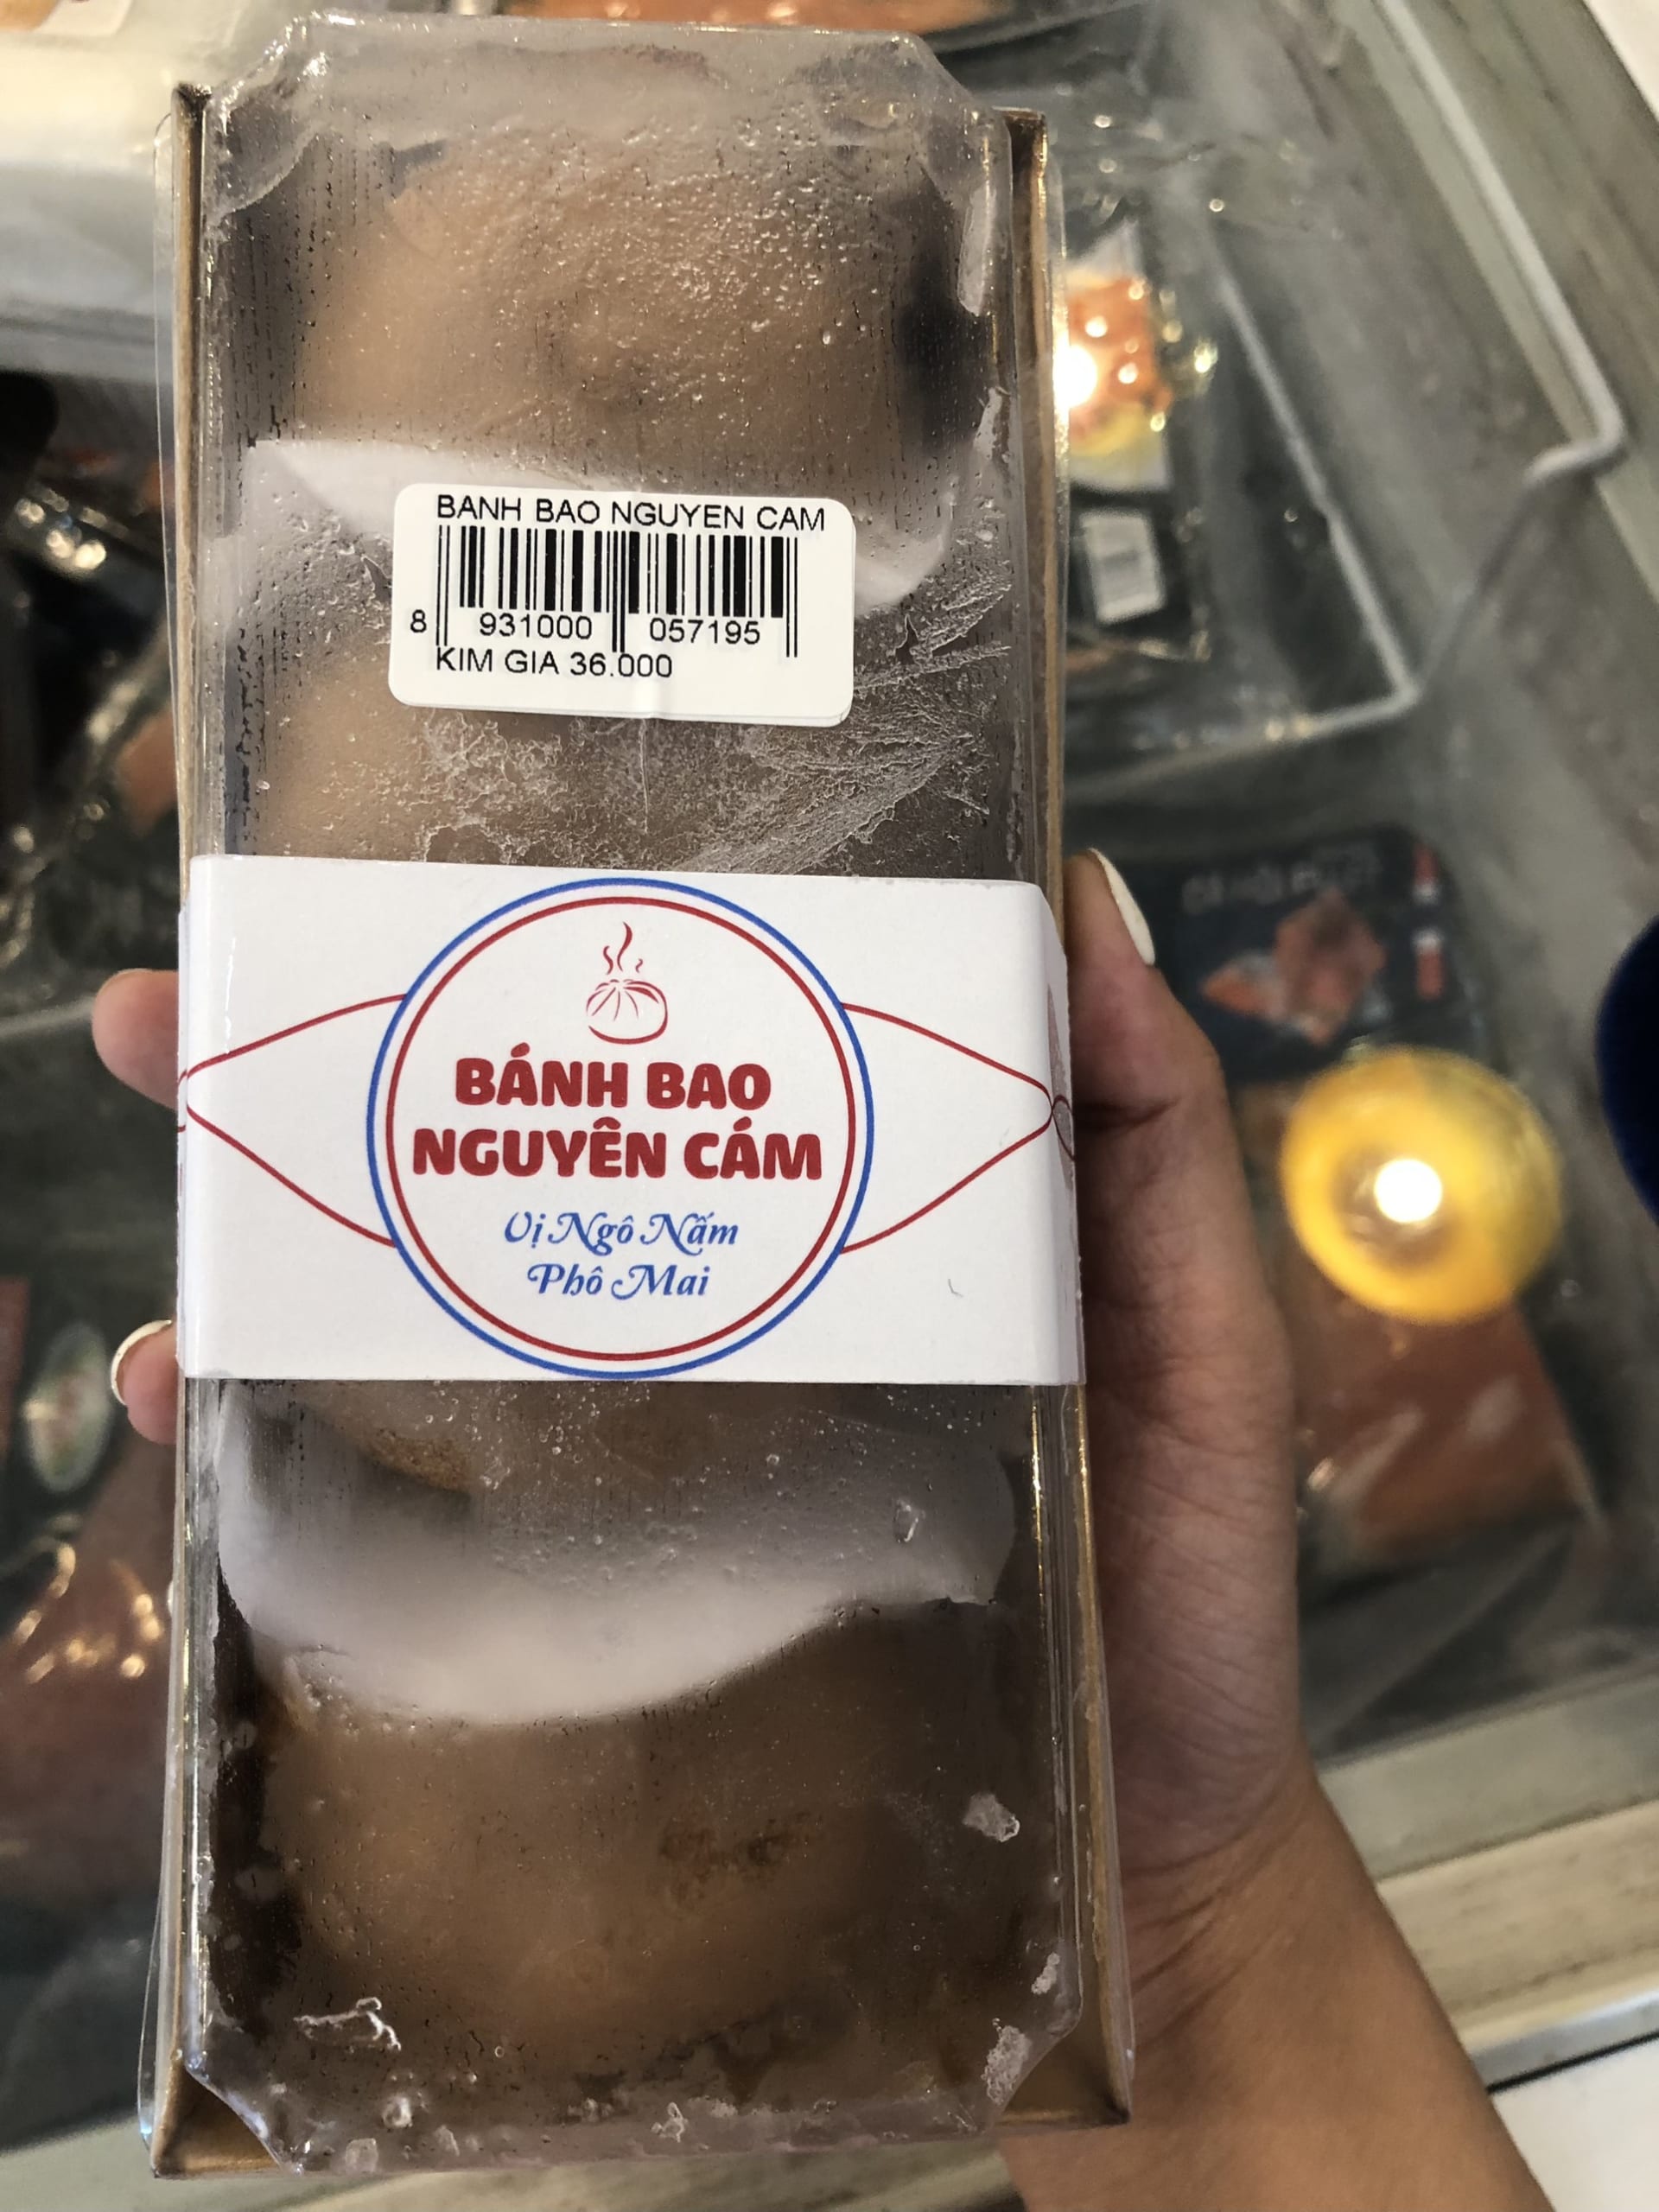 BANH BAO NGUYEN CAM
8 931000 057195
KIM GIA 36.000
BÁNH BAO
NGUYÊN CÁM
Vị Ngô Nấm
Phô Mai